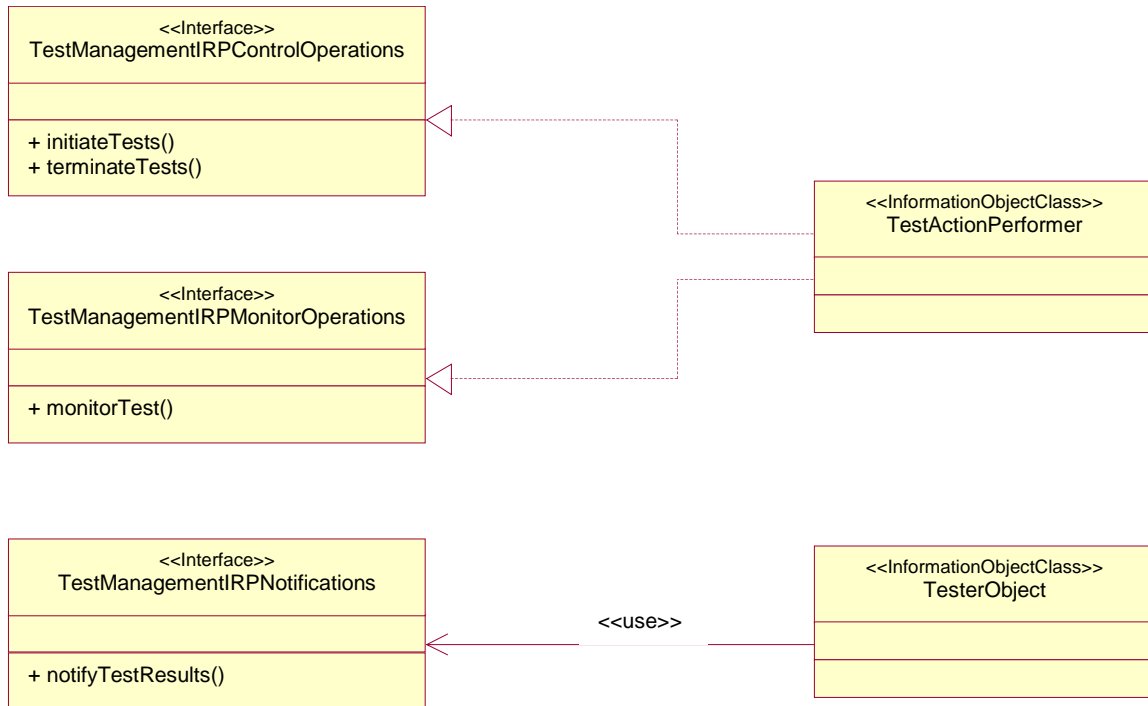 <<Interface>>
TestManagementIRPControlOperations
+ initiateTests()
+ terminateTests()
<<InformationObjectClass>>
TestActionPerformer
<<Interface>>
TestManagementIRPMonitorOperations
+ monitorTest()
<<Interface>>
TestManagementIRPNotifications
+ notifyTestResults()
<<use>>
<<InformationObjectClass>>
TesterObject